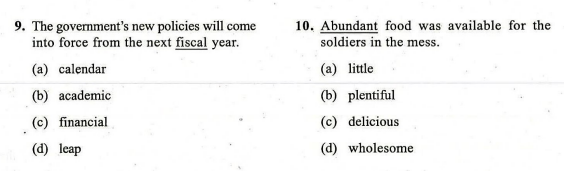 9. The government's new policies will come
into force from the next fiscal year.
(a) calendar
(b) academic
(c) financial
(d) leap
10. Abundant food was available for the
soldiers in the mess.
(a) little
(b) plentiful
(c) delicious
(d) wholesome